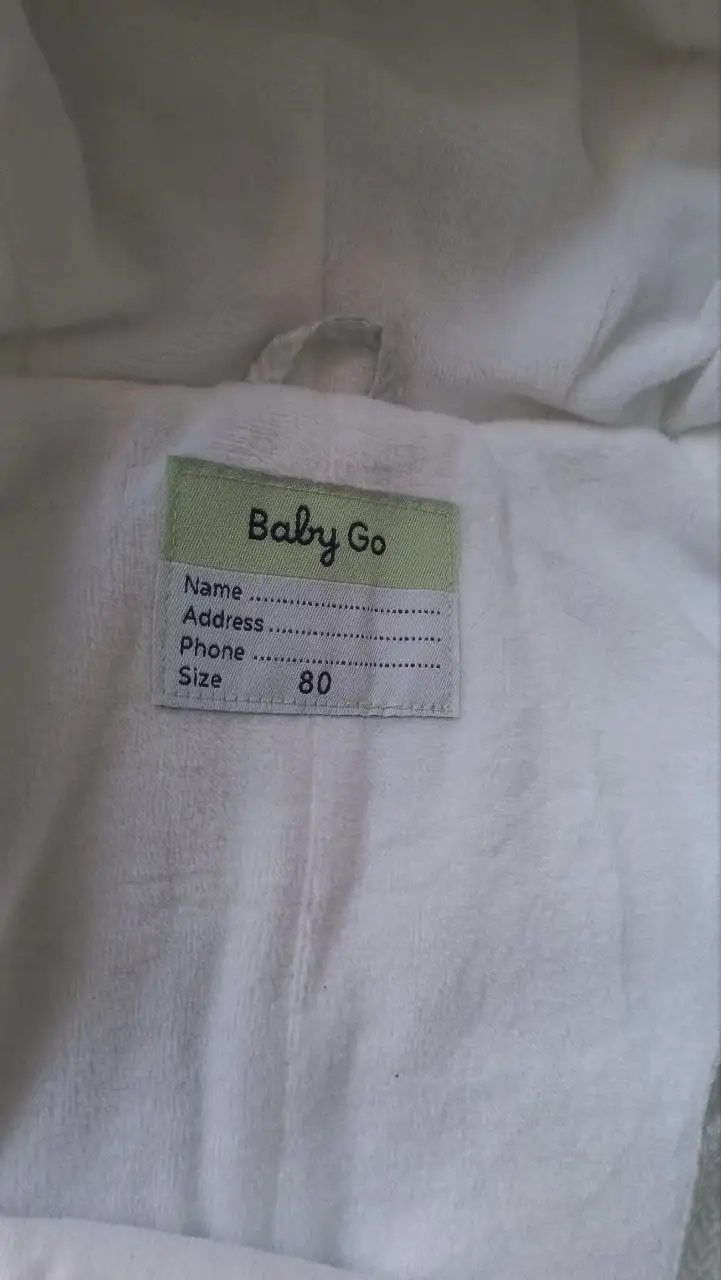 Baby Go
Name ........................................
Address ....................................
Phone .......................................
Size 80